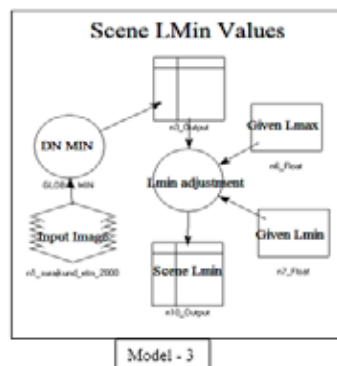 Scene LMin Values
n3_Output
Given Lmax
n6_Float
DN MIN
GLOBAL MIN
Lmin adjustment
Input Image
Given Lmin
n7_Float
Scene Lmin
n10_Output
Model - 3